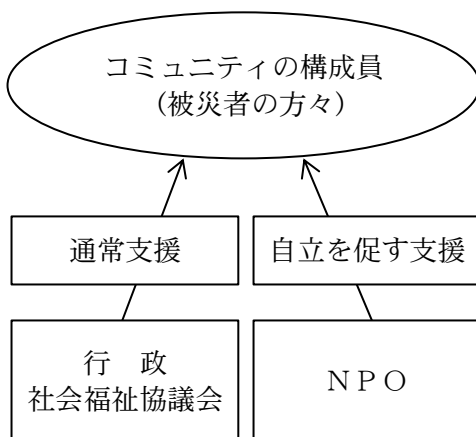 コミュニティの構成員
（被災者の方々）
通常支援
自立を促す支援
行　政
社会福祉協議会
ＮＰＯ